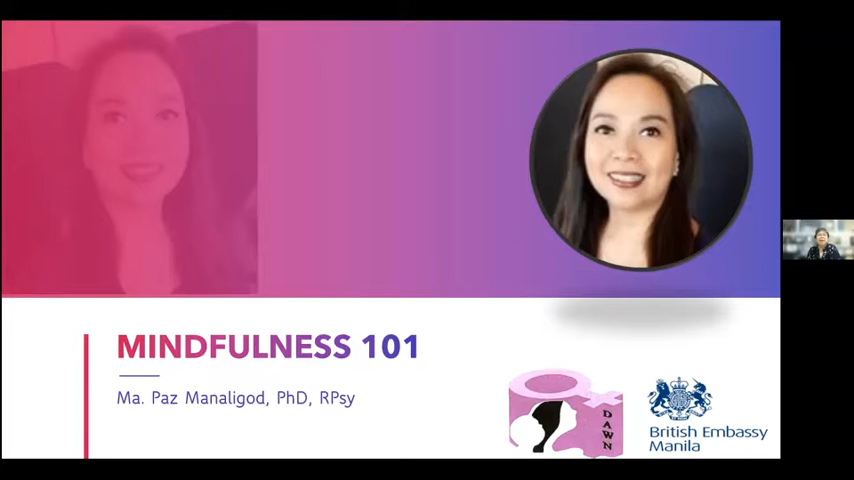 MINDFULNESS 101
Ma. Paz Manaligod, PhD, RPsy
DAWN
British Embassy
Manila